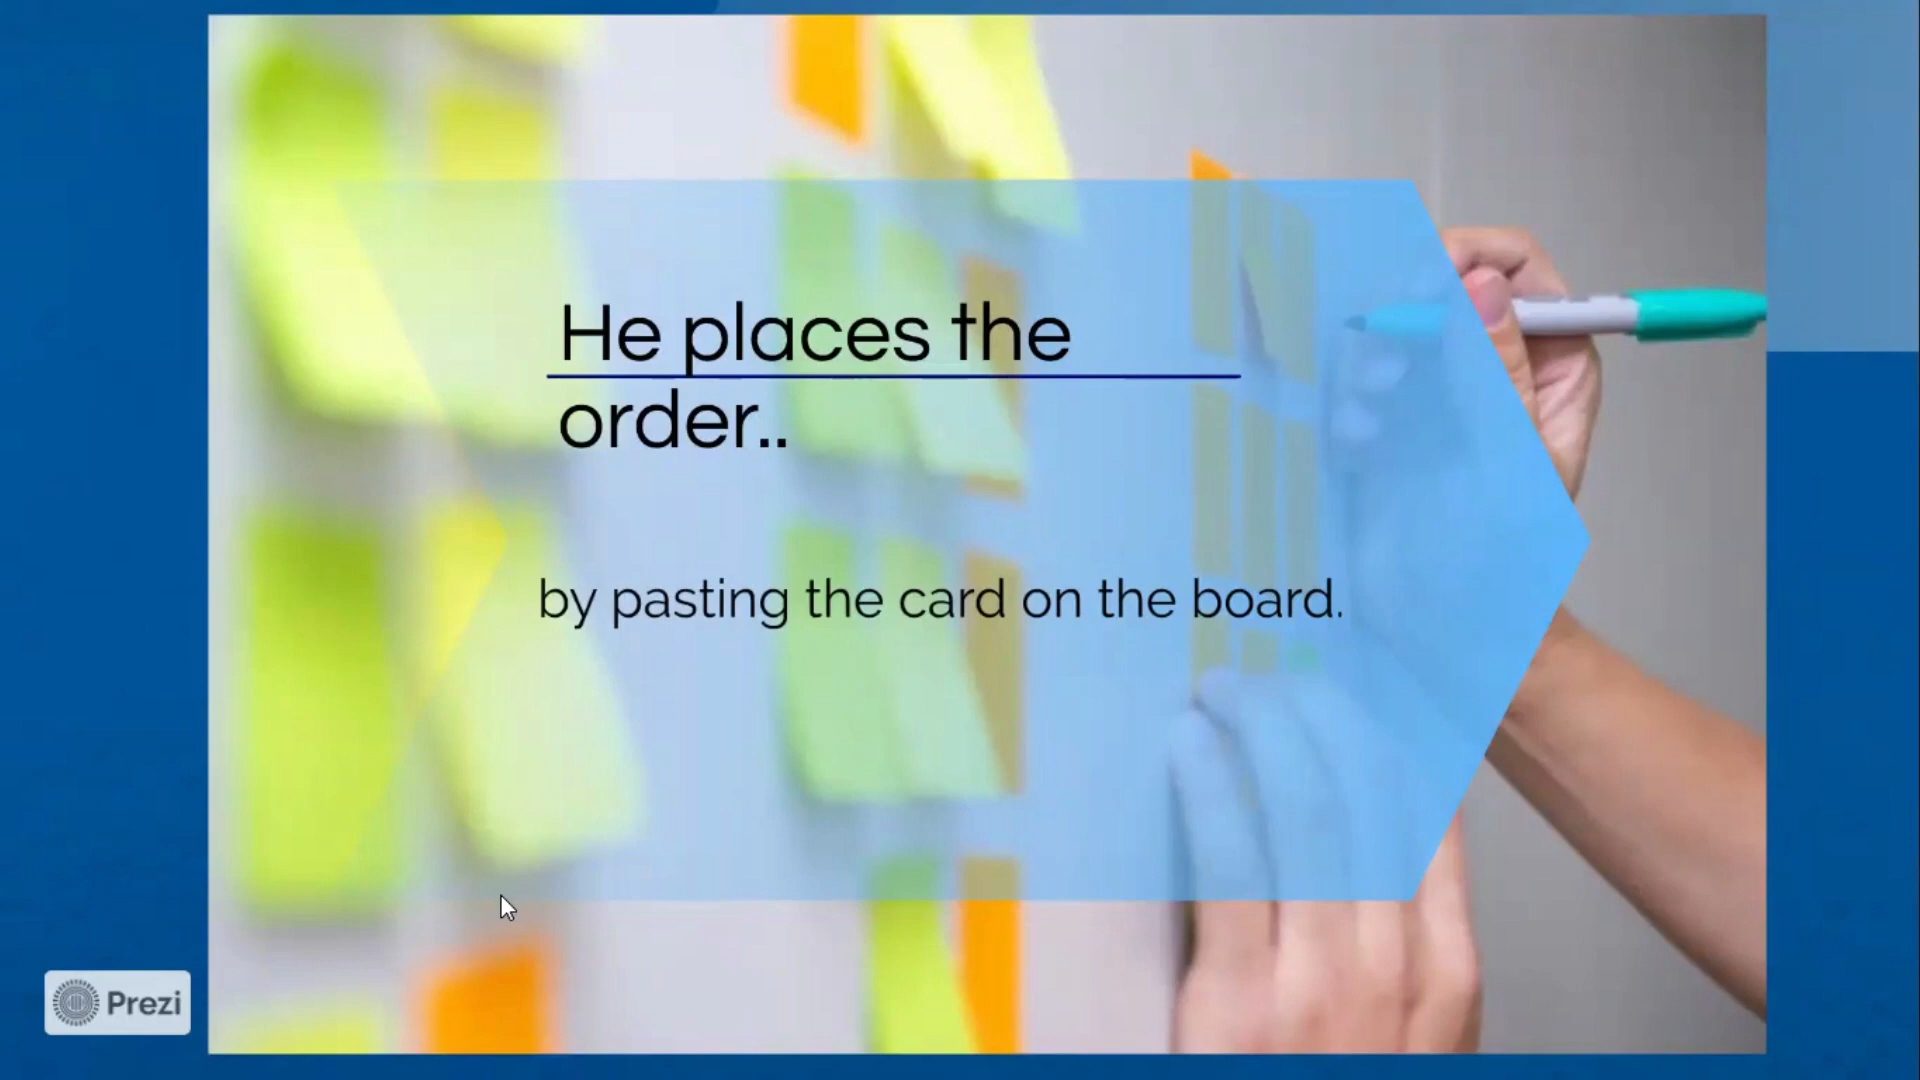 He places the
order..
by pasting the card on the board.
Prezi